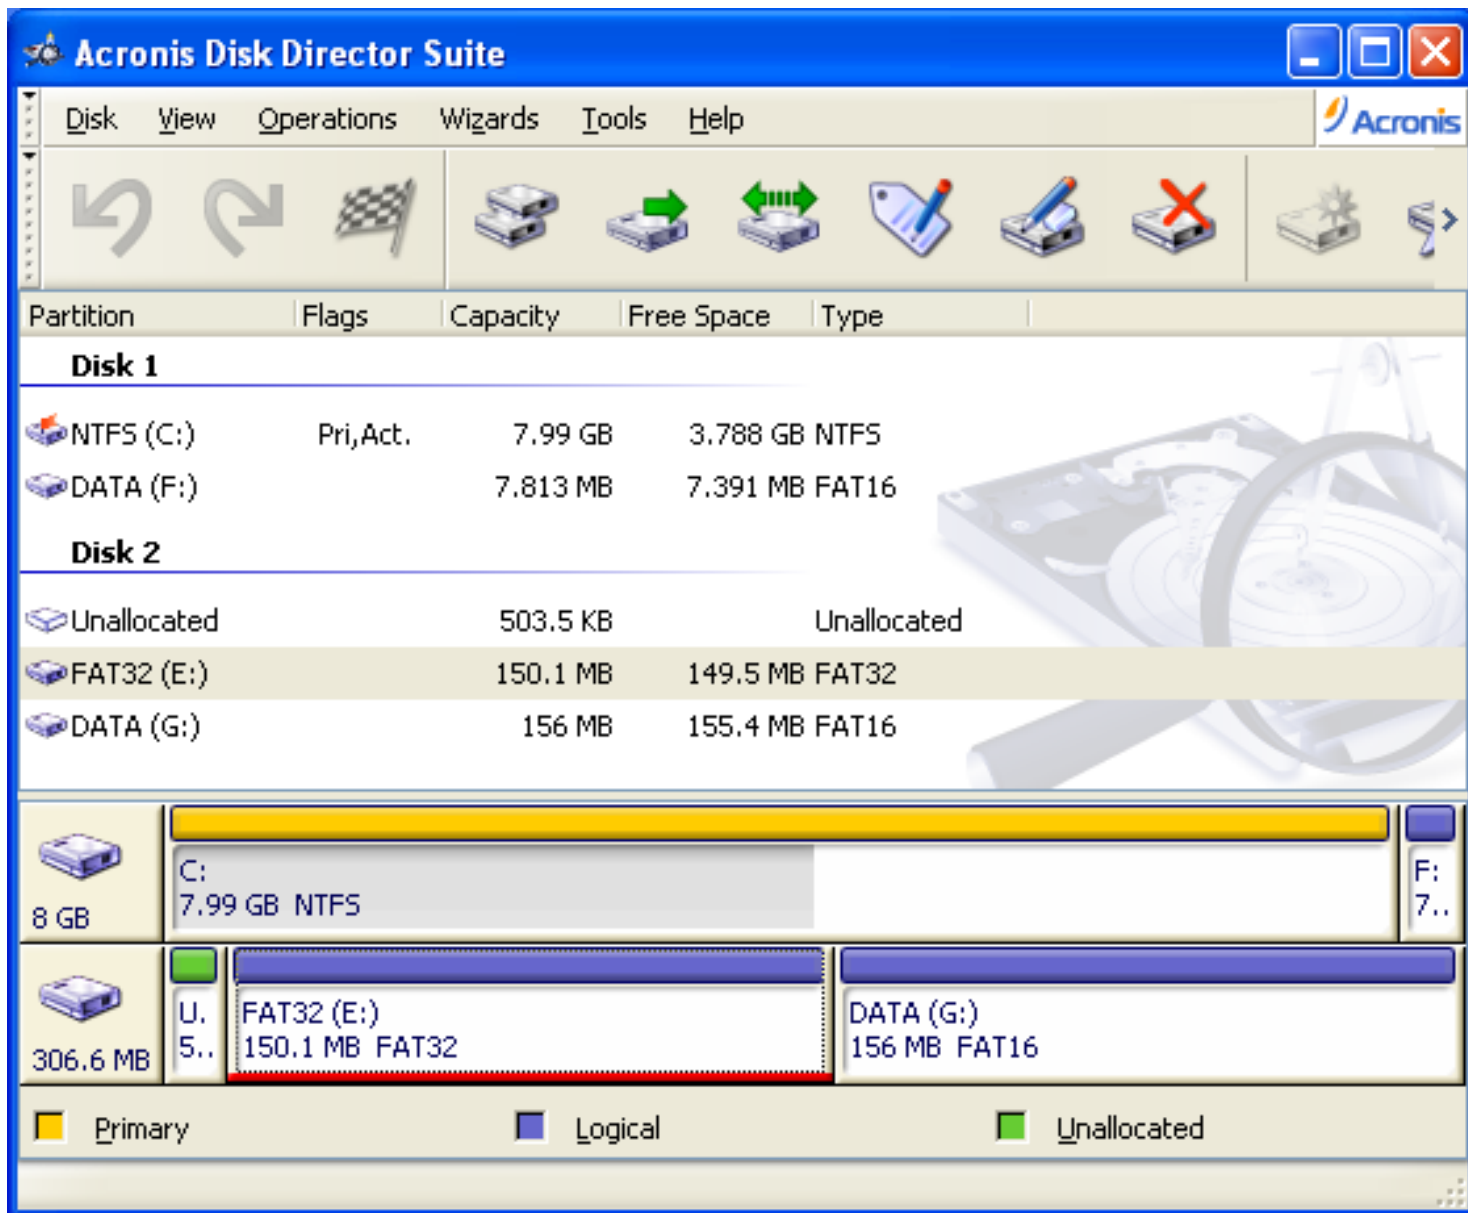 Acronis Disk Director Suite
Disk View Operations Wizards Tools Help Acronis
Partition Flags Capacity Free Space Type
Disk 1
NTFS (C:) Pri,Act. 7.99 GB 3.788 GB NTFS
DATA (F:) 7.813 MB 7.391 MB FAT16
Disk 2
Unallocated 503.5 KB Unallocated
FAT32 (E:) 150.1 MB 149.5 MB FAT32
DATA (G:) 156 MB 155.4 MB FAT16
8 GB
C:
7.99 GB NTFS
F:
7..
306.6 MB
U.
5..
FAT32 (E:)
150.1 MB FAT32
DATA (G:)
156 MB FAT16
Primary Logical Unallocated